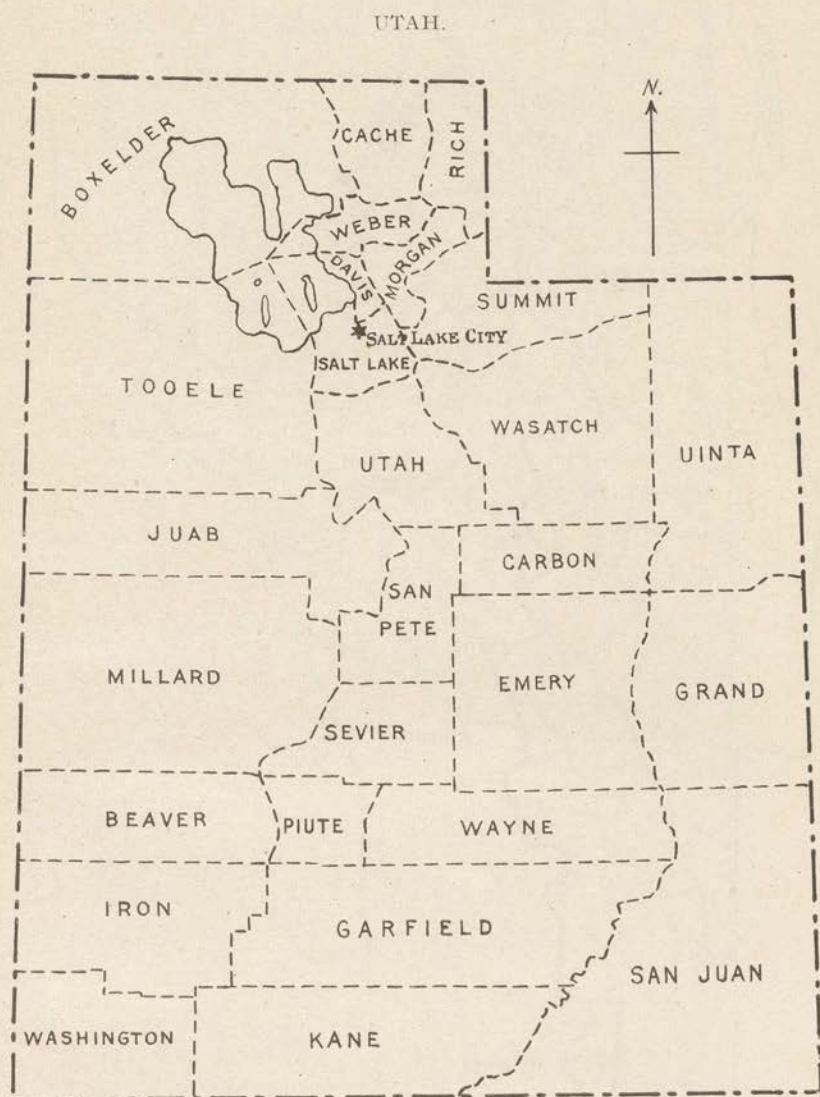 UTAH.
N.
BOXELDER
CACHE
RICH
WEBER
DAVIS
MORGAN
SUMMIT
SALT LAKE CITY
SALT LAKE
TOOELE
WASATCH
UINTA
UTAH
JUAB
CARBON
SAN
PETE
MILLARD
EMERY
GRAND
SEVIER
BEAVER
PIUTE
WAYNE
IRON
GARFIELD
SAN JUAN
WASHINGTON
KANE